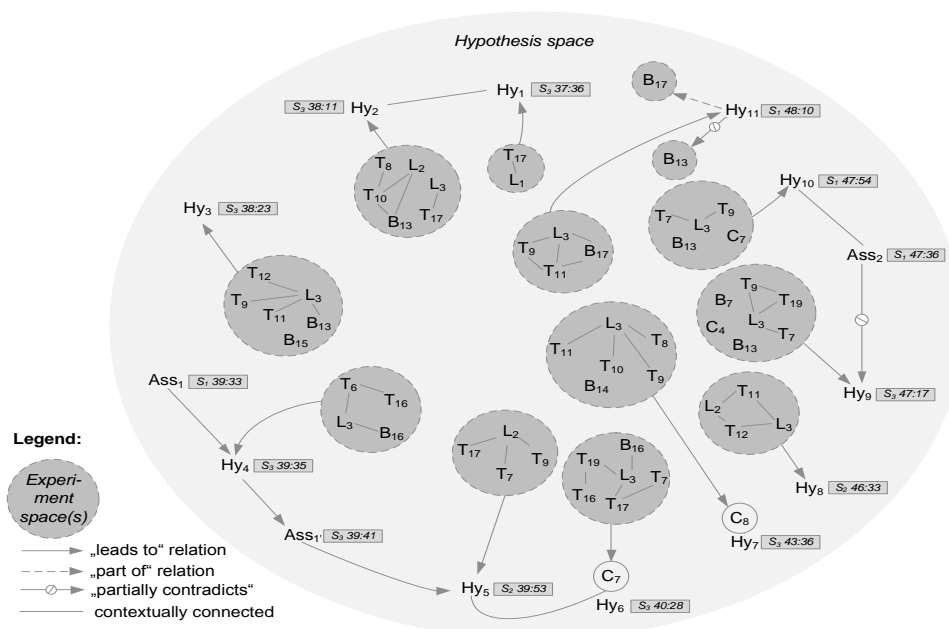 Hypothesis space
B17
Hy1 S3 37:36
Hy2 S3 38:11
Hy11 S1 48:10
T17
L1
B13
T8 L2
L3
T10
B13 T17
Hy10 S1 47:54
Hy3 S3 38:23
T7 T9
L3
B13 C7
T9 L3 B17
T11
Ass2 S1 47:36
T12
T9 L3
T11 B13
B15
T9
B7 T19
C4 L3 T7
B13
L3
T11 T8
T10
B14 T9
Ass1 S1 39:33
T6
T16
L3 B16
Hy9 S3 47:17
T11
L2
T12 L3
Legend:
Experi-
ment
space(s)
Hy4 S3 39:35
L2
T17 T9
T7
B16
T19 L3 T7
T16 T17
Hy8 S2 46:33
C8
Hy7 S3 43:36
Ass1' S3 39:41
„leads to“ relation
„part of“ relation
„partially contradicts“
contextually connected
C7
Hy5 S2 39:53
Hy6 S3 40:28